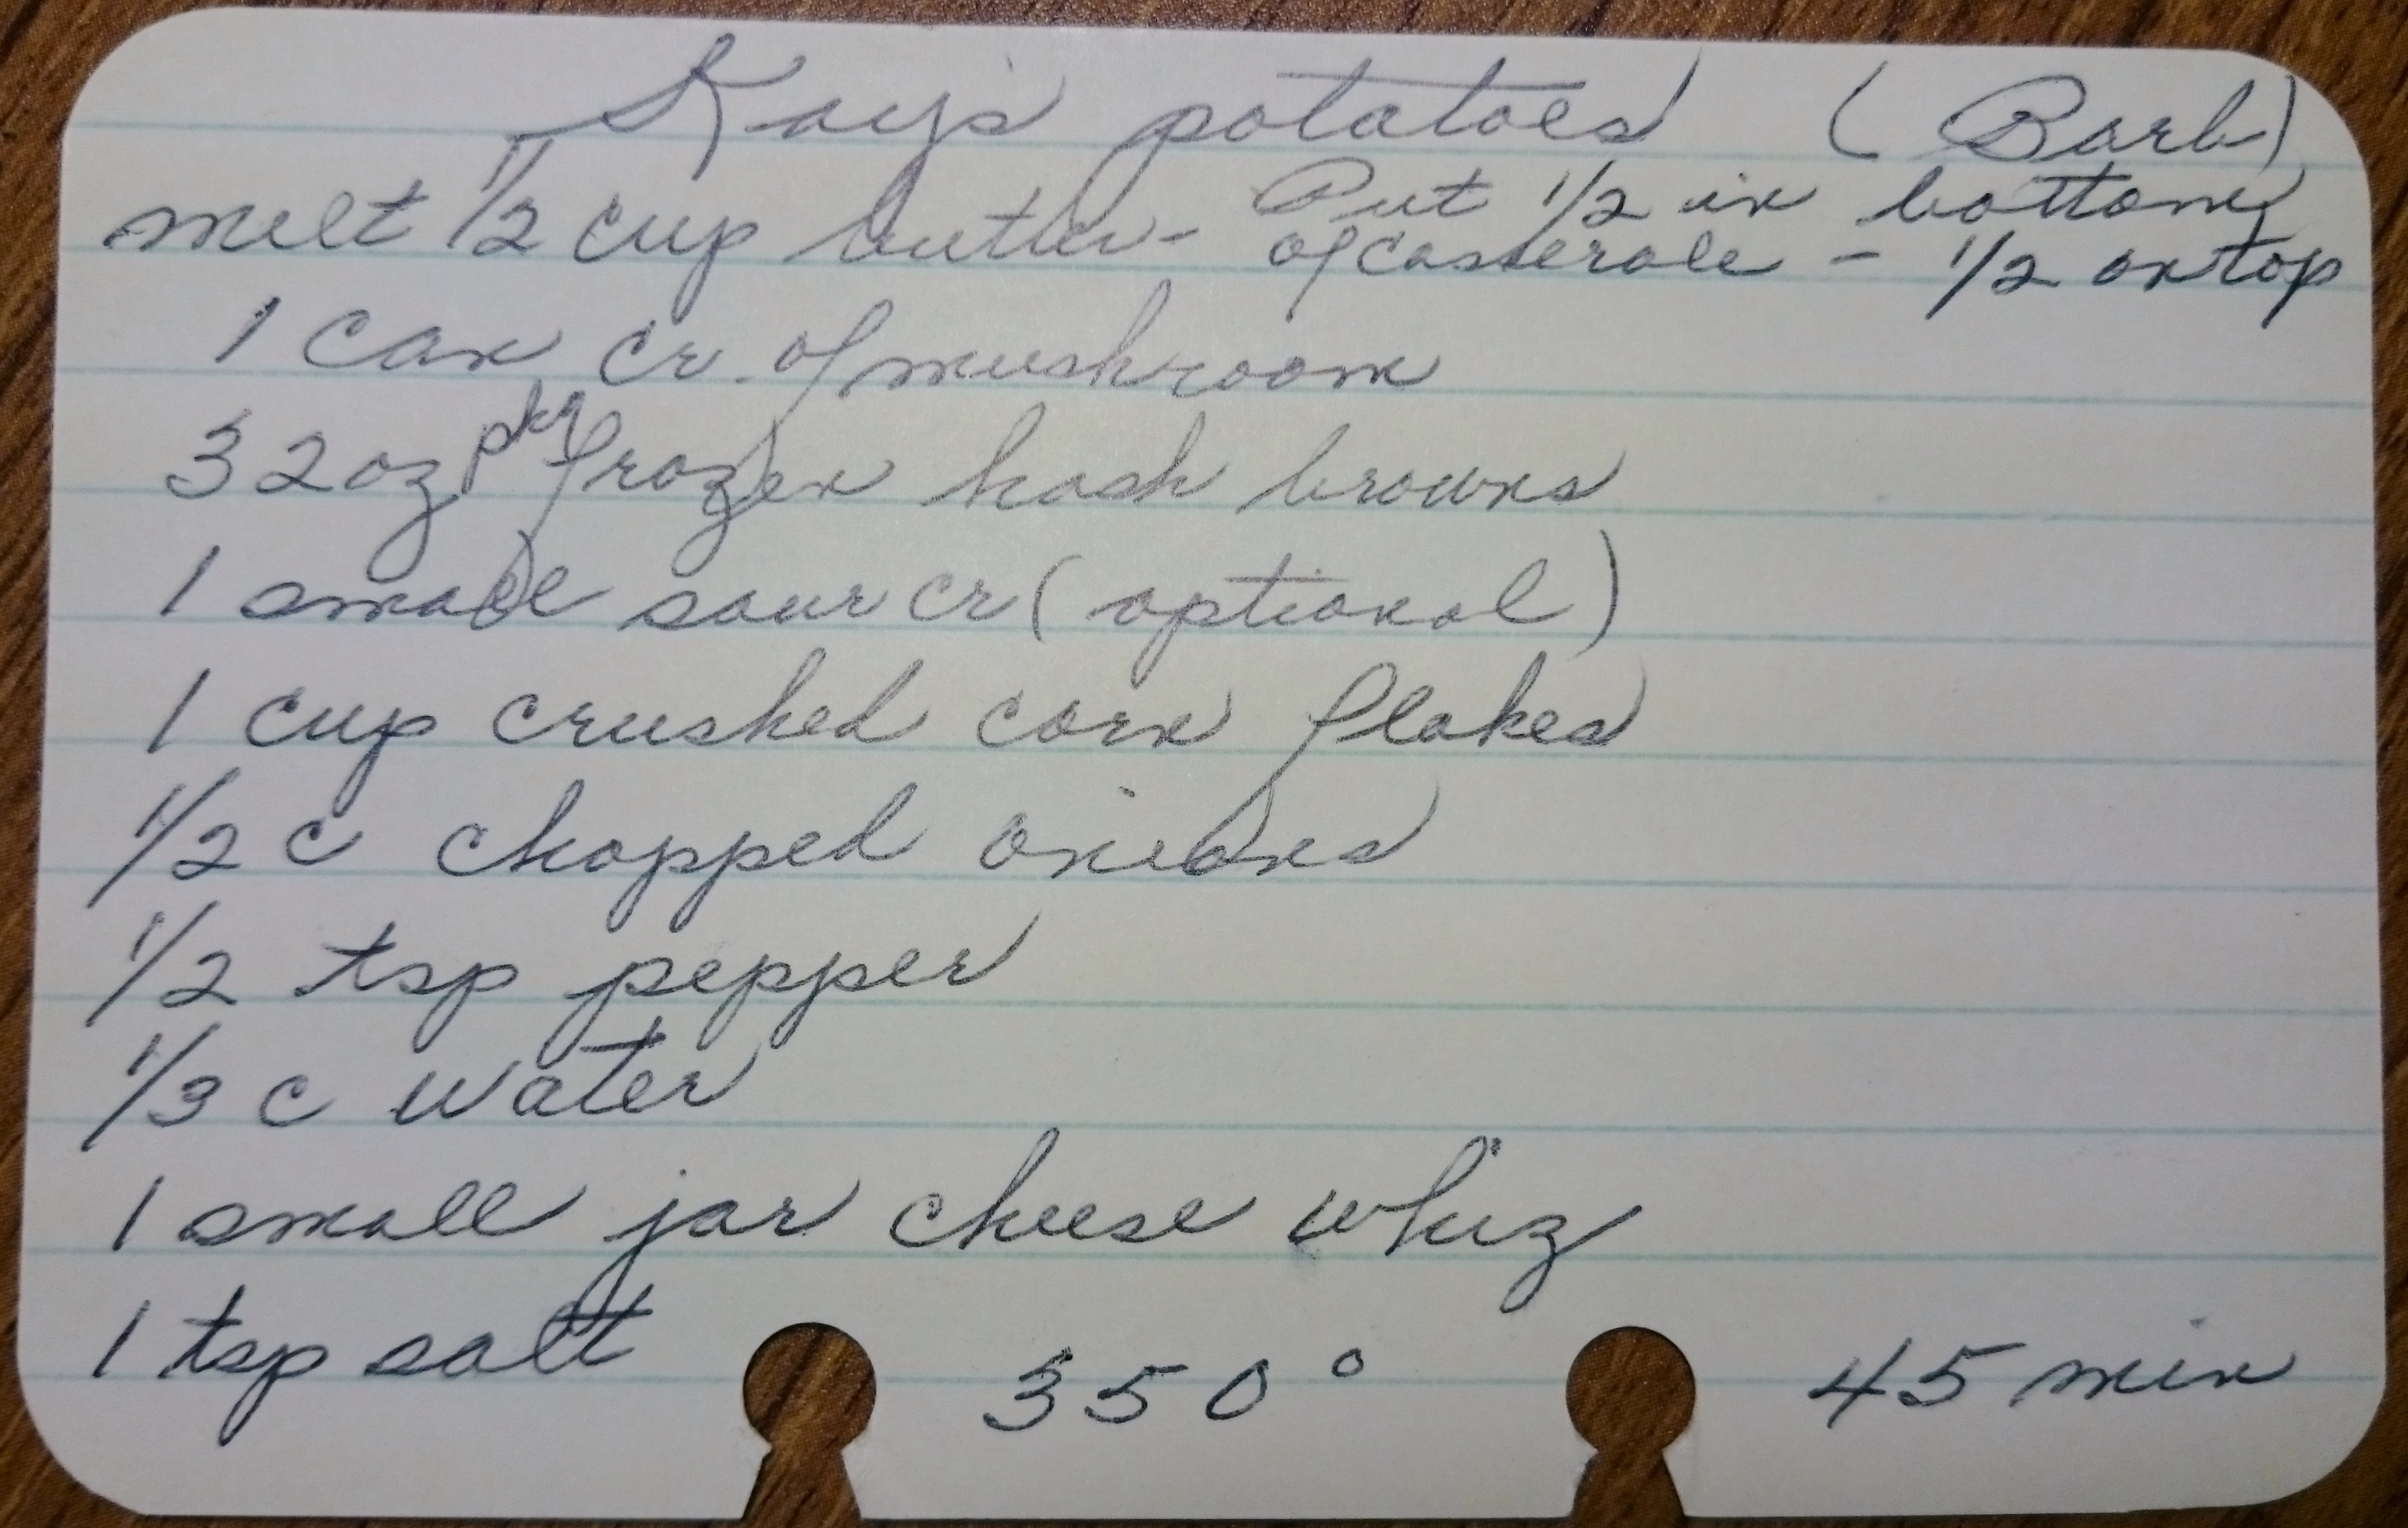 Kay's potatoes (Barb)
melt 1/2 cup butter - Put 1/2 in bottom
of casserole - 1/2 on top
1 can cr. of mushroom
32 oz pkg frozen hash browns
1 small sour cr (optional)
1 cup crushed corn flakes
1/2 c chopped onions
1/2 tsp pepper
1/3 c water
1 small jar cheese whiz
1 tsp salt 350° 45 min